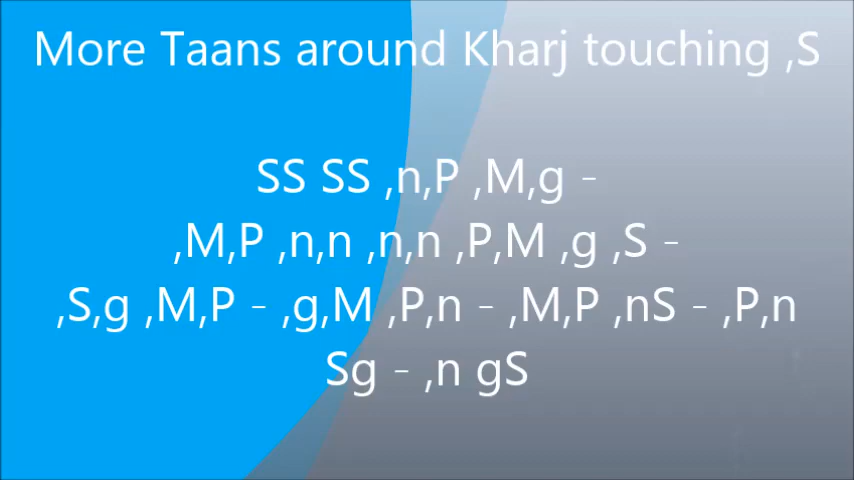 More Taans around Kharj touching ,S
SS SS ,n,P ,M,g -
,M,P ,n,n ,n,n ,P,M ,g ,S -
,S,g ,M,P - ,g,M ,P,n - ,M,P ,nS - ,P,n
Sg - ,n gS